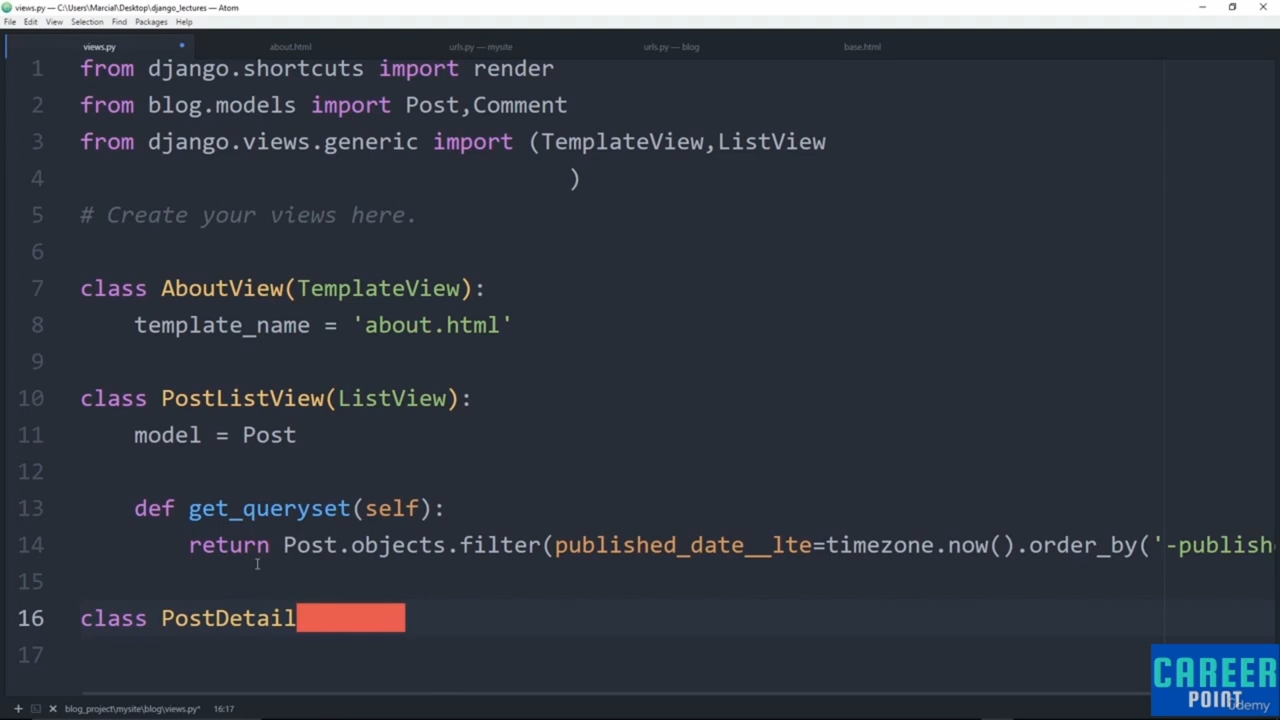 views.py — C:\Users\Marcial\Desktop\django_lectures — Atom
File Edit View Selection Find Packages Help
views.py about.html urls.py — mysite urls.py — blog base.html
1 from django.shortcuts import render
2 from blog.models import Post,Comment
3 from django.views.generic import (TemplateView,ListView
4 )
5 # Create your views here.
6
7 class AboutView(TemplateView):
8 template_name = 'about.html'
9
10 class PostListView(ListView):
11 model = Post
12
13 def get_queryset(self):
14 return Post.objects.filter(published_date__lte=timezone.now().order_by('-publish
15
16 class PostDetail
17
CAREER
POINT
udemy
blog_project\mysite\blog\views.py* 16:17